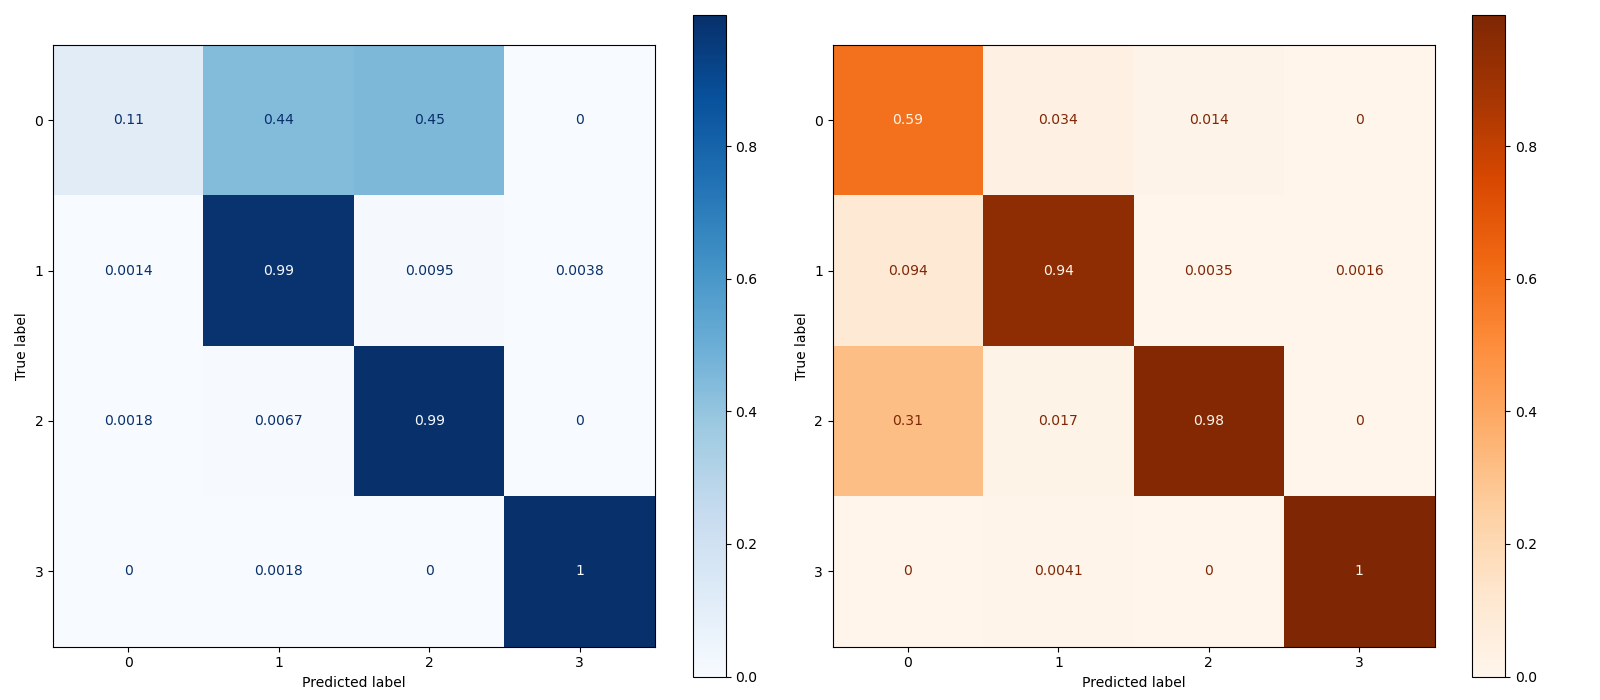 0 0.11 0.44 0.45 0
1 0.0014 0.99 0.0095 0.0038
2 0.0018 0.0067 0.99 0
3 0 0.0018 0 1
0 1 2 3
Predicted label
True label
0.8
0.6
0.4
0.2
0.0
0 0.59 0.034 0.014 0
1 0.094 0.94 0.0035 0.0016
2 0.31 0.017 0.98 0
3 0 0.0041 0 1
0 1 2 3
Predicted label
True label
0.8
0.6
0.4
0.2
0.0